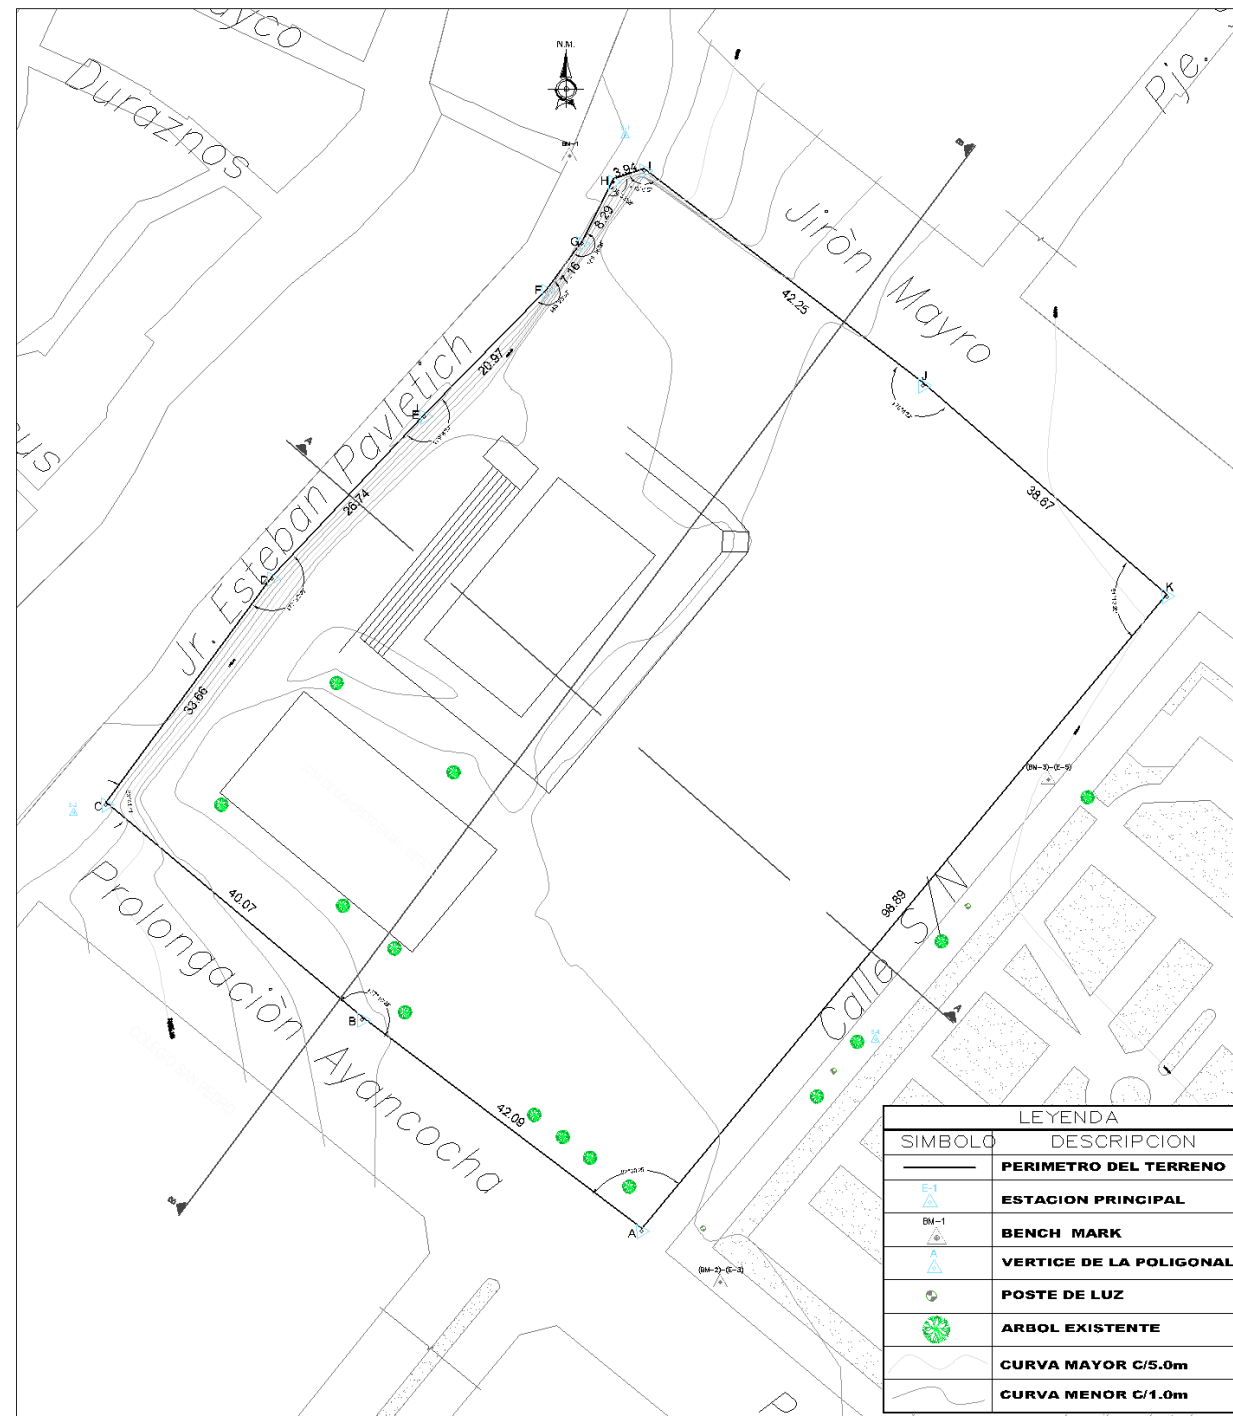 Duraznos
N.M.
Pje.
BM-1
B
H
3.94
I
8.29
G
7.16
F
Jiròn Mayro
42.25
20.97
E
J
A
Jr. Esteban Pavletich
26.74
38.67
D
K
33.66
C
(BM-3)-(E-5)
40.07
98.89
Calle S/N
Prolongaciòn Ayancocha
B
A
42.09
A
B
(BM-2)-(E-3)
LEYENDA
SIMBOLO DESCRIPCION
PERIMETRO DEL TERRENO
E-1 ESTACION PRINCIPAL
BM-1 BENCH MARK
A VERTICE DE LA POLIGONAL
POSTE DE LUZ
ARBOL EXISTENTE
CURVA MAYOR C/5.0m
CURVA MENOR C/1.0m